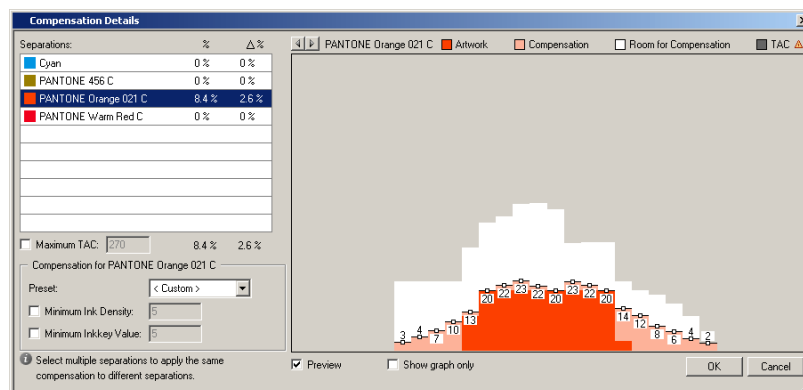 Compensation Details
Separations: % Δ%
Cyan 0 % 0 %
PANTONE 456 C 0 % 0 %
PANTONE Orange 021 C 8.4 % 2.6 %
PANTONE Warm Red C 0 % 0 %
Maximum TAC: 270 8.4 % 2.6 %
Compensation for PANTONE Orange 021 C
Preset: < Custom >
Minimum Ink Density: 5
Minimum Inkkey Value: 5
Select multiple separations to apply the same
compensation to different separations.
PANTONE Orange 021 C Artwork Compensation Room for Compensation TAC
3 4 7 10 13 20 22 23 22 20 23 22 20 14 12 8 6 4 2
Preview Show graph only OK Cancel